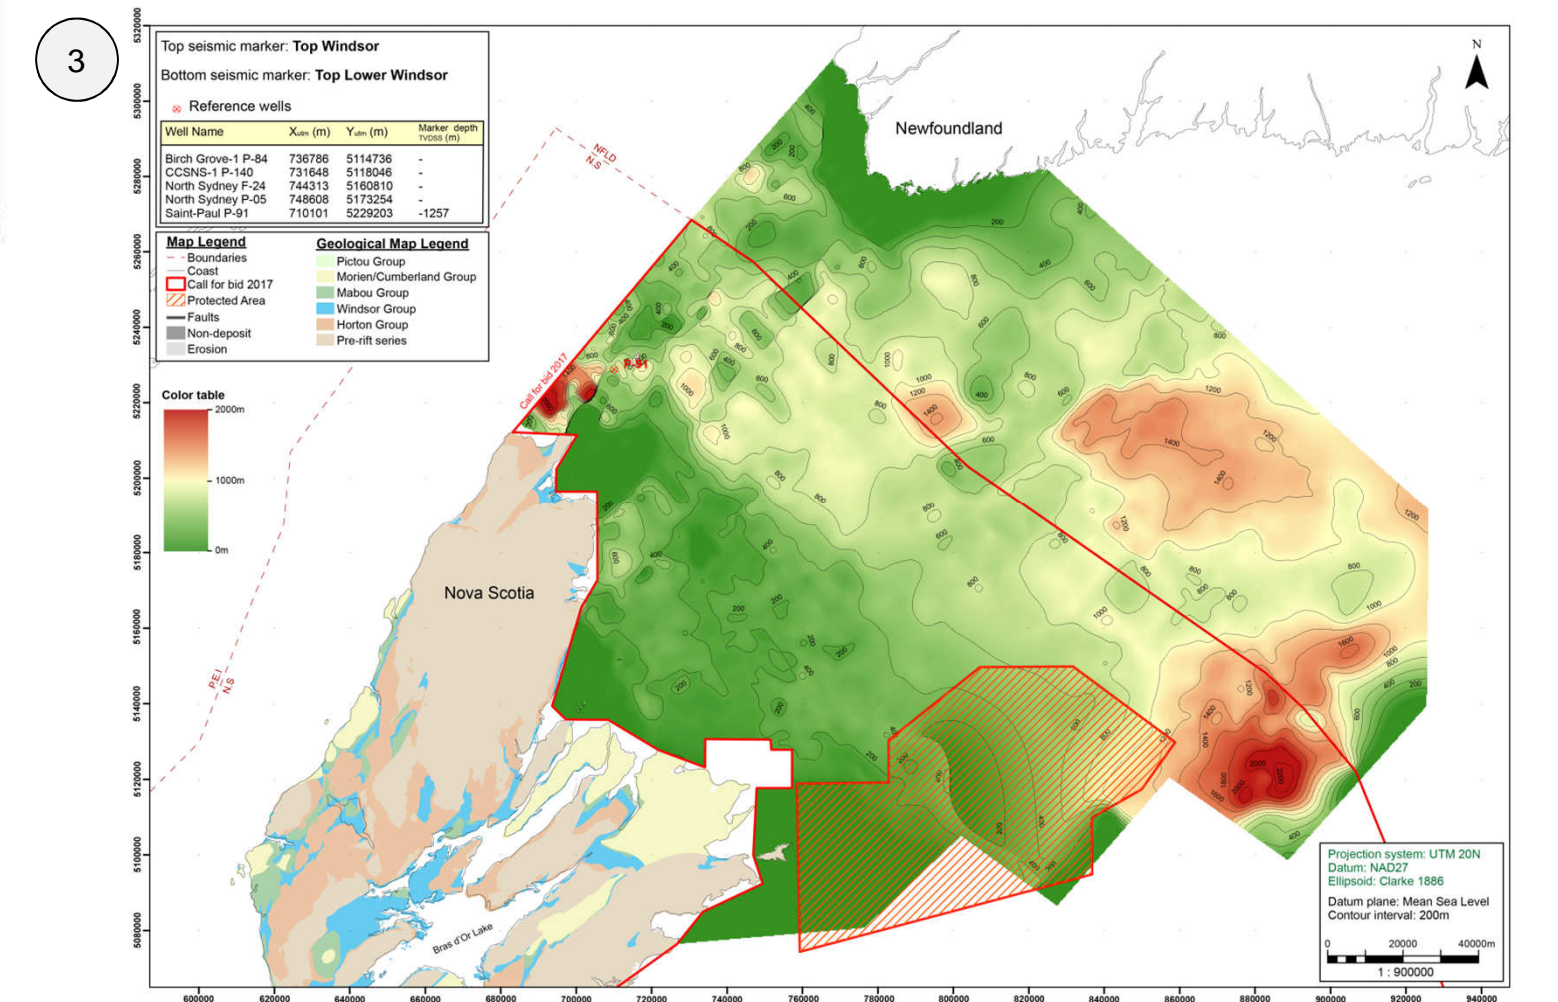 3
Top seismic marker: Top Windsor
Bottom seismic marker: Top Lower Windsor
Reference wells
Well Name Xutm (m) Yutm (m) Marker depth TVDSS (m)
Birch Grove-1 P-84 736786 5114736 -
CCSNS-1 P-140 731648 5118046 -
North Sydney F-24 744313 5160810 -
North Sydney P-05 748608 5173254 -
Saint-Paul P-91 710101 5229203 -1257
Map Legend
Boundaries
Coast
Call for bid 2017
Protected Area
Faults
Non-deposit
Erosion
Geological Map Legend
Pictou Group
Morien/Cumberland Group
Mabou Group
Windsor Group
Horton Group
Pre-rift series
Color table
2000m
1000m
0m
N
Newfoundland
NFLD
N.S
Call for bid 2017
P-91
Nova Scotia
P.E.I
N.S
Bras d'Or Lake
Projection system: UTM 20N
Datum: NAD27
Ellipsoid: Clarke 1886
Datum plane: Mean Sea Level
Contour interval: 200m
0 20000 40000m
1 : 900000
5320000
5300000
5280000
5260000
5240000
5220000
5200000
5180000
5160000
5140000
5120000
5100000
5080000
600000 620000 640000 660000 680000 700000 720000 740000 760000 780000 800000 820000 840000 860000 880000 900000 920000 940000